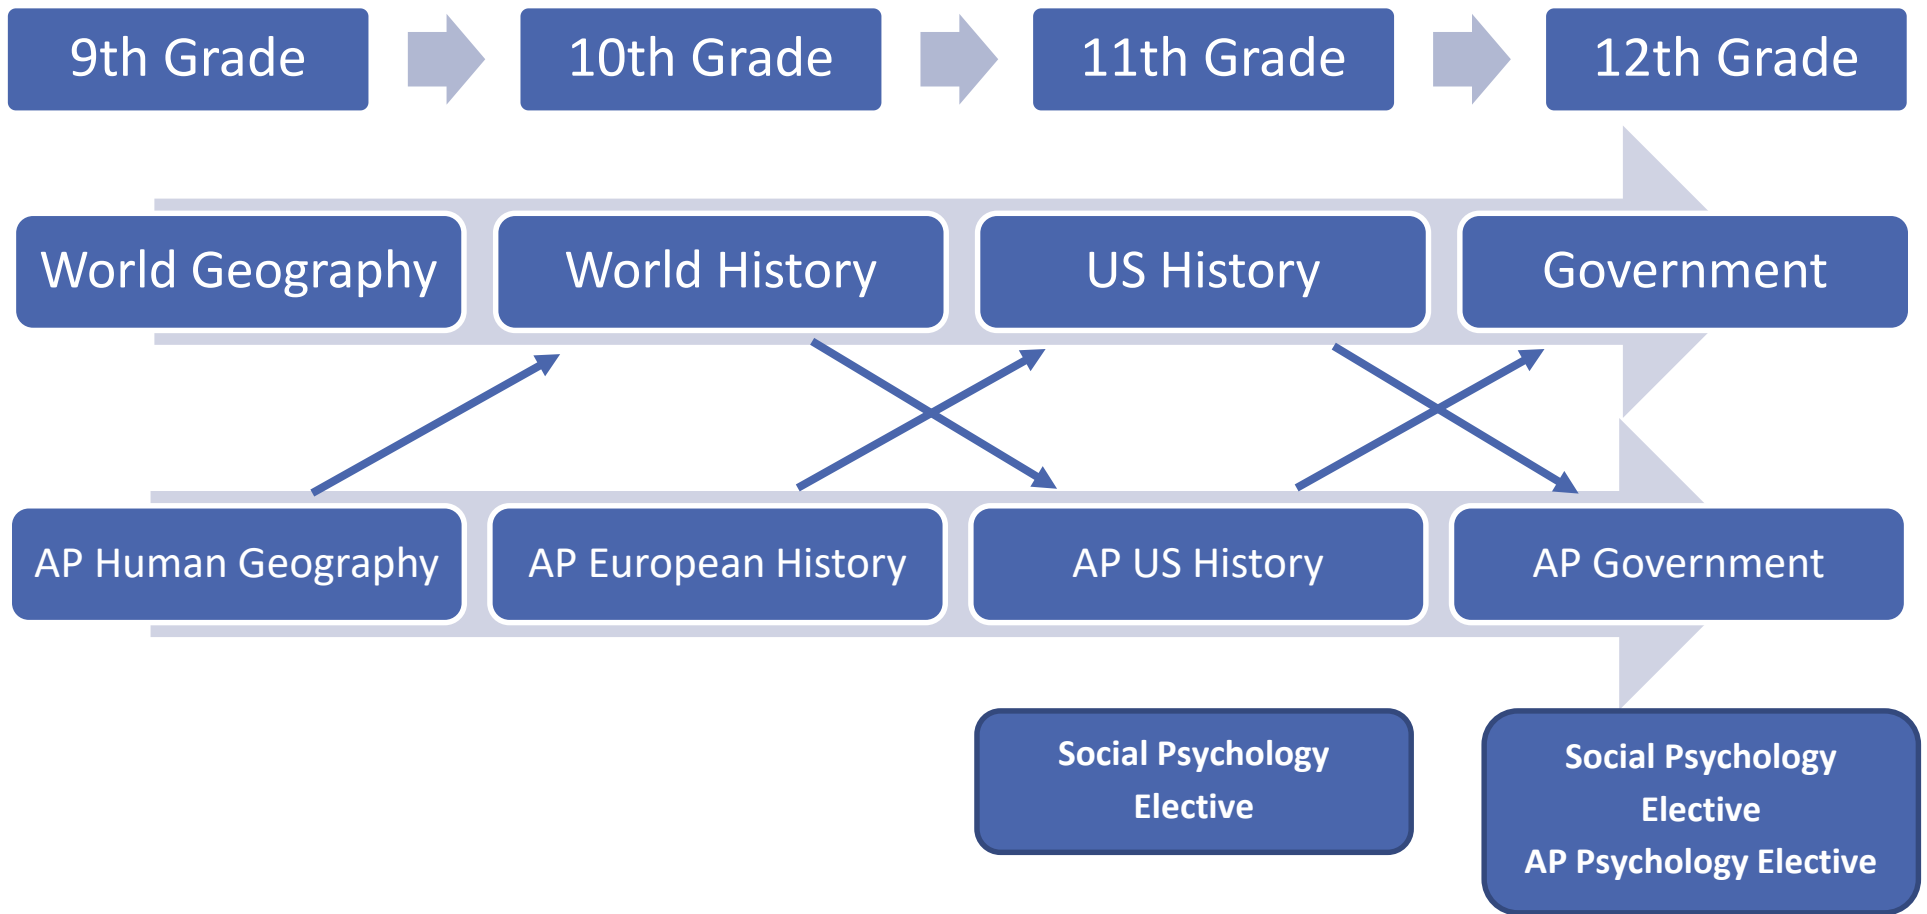 9th Grade
10th Grade
11th Grade
12th Grade
World Geography
World History
US History
Government
AP Human Geography
AP European History
AP US History
AP Government
Social Psychology
Elective
Social Psychology
Elective
AP Psychology Elective